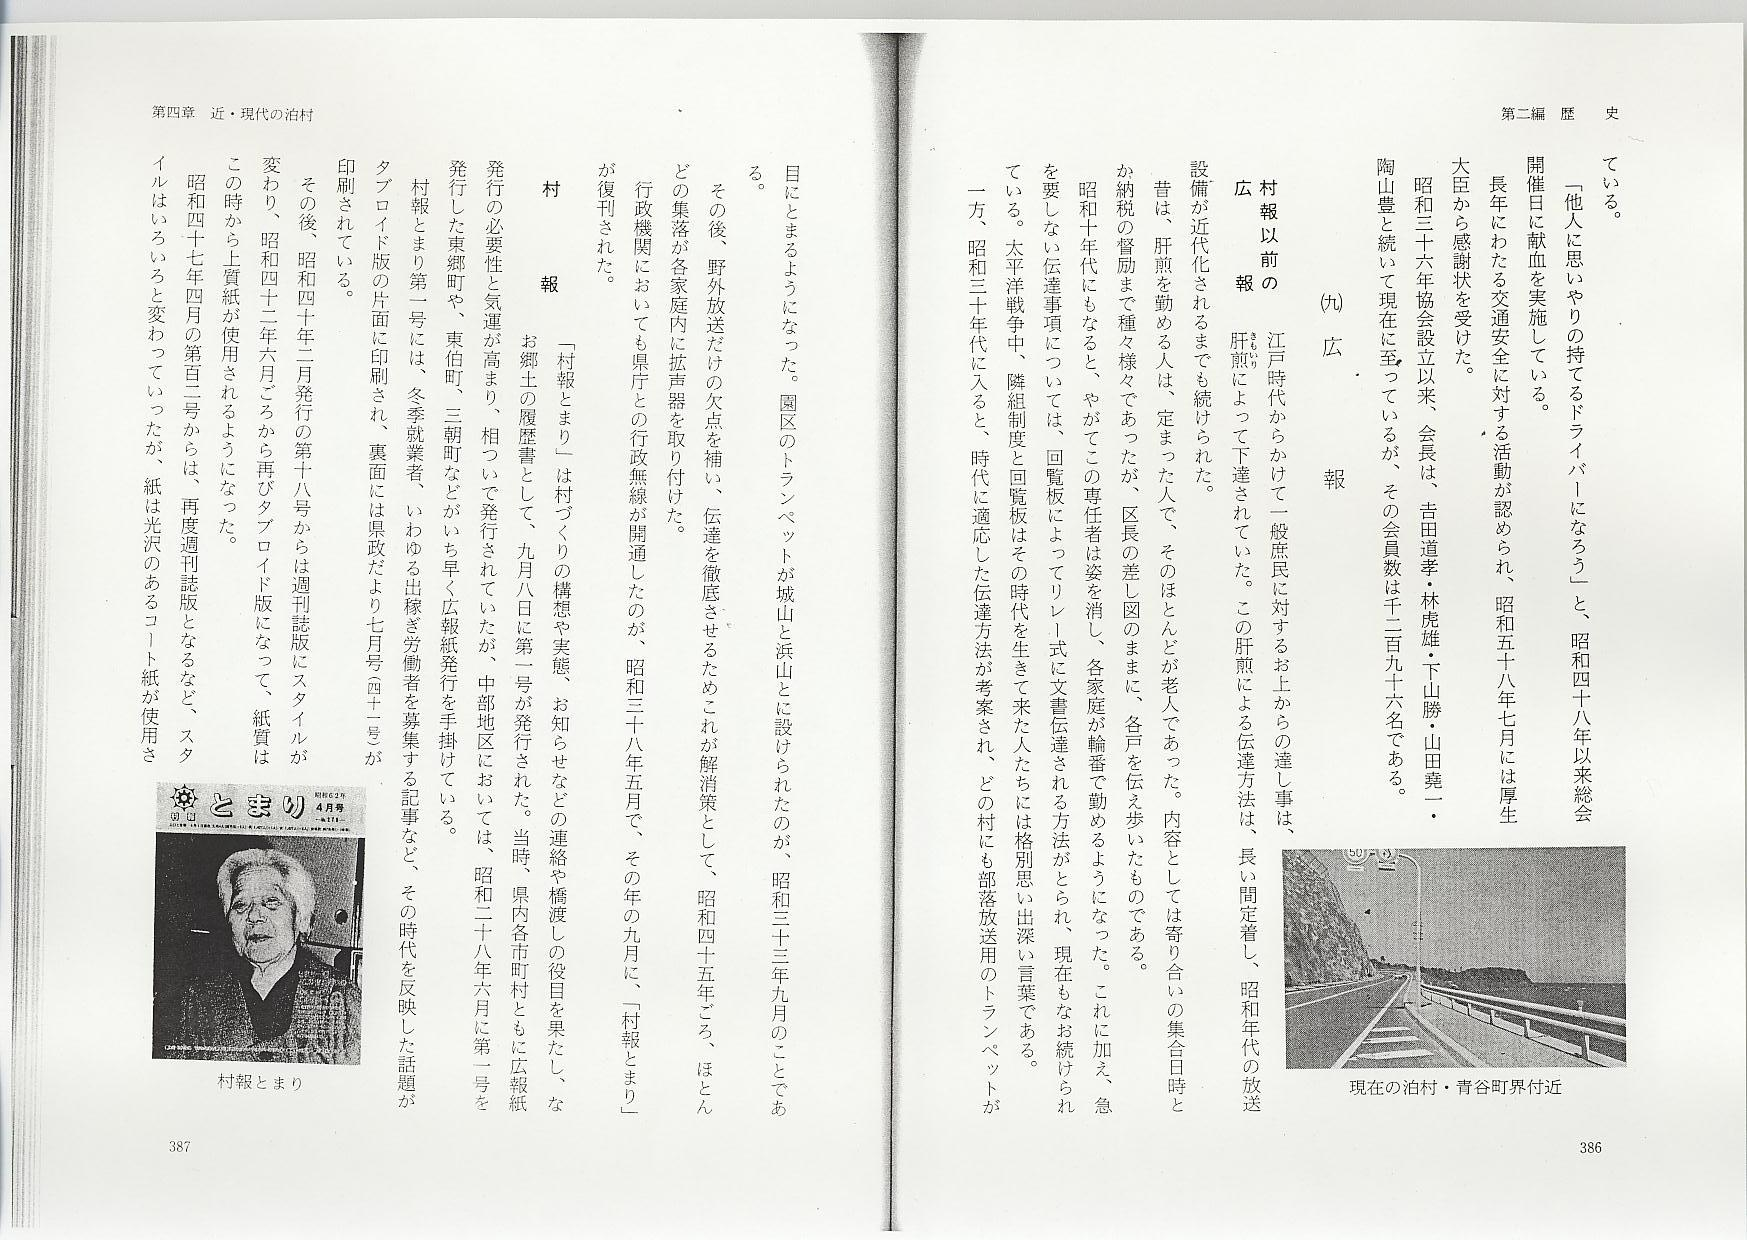 第二編　歴　　史
ている。
「他人に思いやりの持てるドライバーになろう」と、昭和四十八年以来総会
開催日に献血を実施している。
長年にわたる交通安全に対する活動が認められ、昭和五十八年七月には厚生
大臣から感謝状を受けた。
昭和三十六年協会設立以来、会長は、吉田道孝・林虎雄・下山勝・山田堯一・
陶山豊と続いて現在に至っているが、その会員数は千二百九十六名である。
50
現在の泊村・青谷町界付近
㈨　広　　　報
村報以前の
広　　　報
江戸時代からかけて一般庶民に対するお上からの達し事は、
肝煎によって下達されていた。この肝煎による伝達方法は、長い間定着し、昭和年代の放送
きもいり
設備が近代化されるまでも続けられた。
昔は、肝煎を勤める人は、定まった人で、そのほとんどが老人であった。内容としては寄り合いの集合日時と
か納税の督励まで種々様々であったが、区長の差し図のままに、各戸を伝え歩いたものである。
昭和十年代にもなると、やがてこの専任者は姿を消し、各家庭が輪番で勤めるようになった。これに加え、急
を要しない伝達事項については、回覧板によってリレー式に文書伝達される方法がとられ、現在もなお続けられ
ている。太平洋戦争中、隣組制度と回覧板はその時代を生きて来た人たちには格別思い出深い言葉である。
一方、昭和三十年代に入ると、時代に適応した伝達方法が考案され、どの村にも部落放送用のトランペットが
386
第四章　近・現代の泊村
目にとまるようになった。園区のトランペットが城山と浜山とに設けられたのが、昭和三十三年九月のことであ
る。
その後、野外放送だけの欠点を補い、伝達を徹底させるためこれが解消策として、昭和四十五年ごろ、ほとん
どの集落が各家庭内に拡声器を取り付けた。
行政機関においても県庁との行政無線が開通したのが、昭和三十八年五月で、その年の九月に、「村報とまり」
が復刊された。
村　　　報
「村報とまり」は村づくりの構想や実態、お知らせなどの連絡や橋渡しの役目を果たし、な
お郷土の履歴書として、九月八日に第一号が発行された。当時、県内各市町村ともに広報紙
発行の必要性と気運が高まり、相ついで発行されていたが、中部地区においては、昭和二十八年六月に第一号を
発行した東郷町や、東伯町、三朝町などがいち早く広報紙発行を手掛けている。
村報とまり第一号には、冬季就業者、いわゆる出稼ぎ労働者を募集する記事など、その時代を反映した話題が
タブロイド版の片面に印刷され、裏面には県政だより七月号（四十一号）が
印刷されている。
その後、昭和四十年二月発行の第十八号からは週刊誌版にスタイルが
変わり、昭和四十二年六月ごろから再びタブロイド版になって、紙質は
この時から上質紙が使用されるようになった。
昭和四十七年四月の第百二号からは、再度週刊誌版となるなど、スタ
イルはいろいろと変わっていったが、紙は光沢のあるコート紙が使用さ
村報
とまり
昭和62年
4月号
村報とまり
387